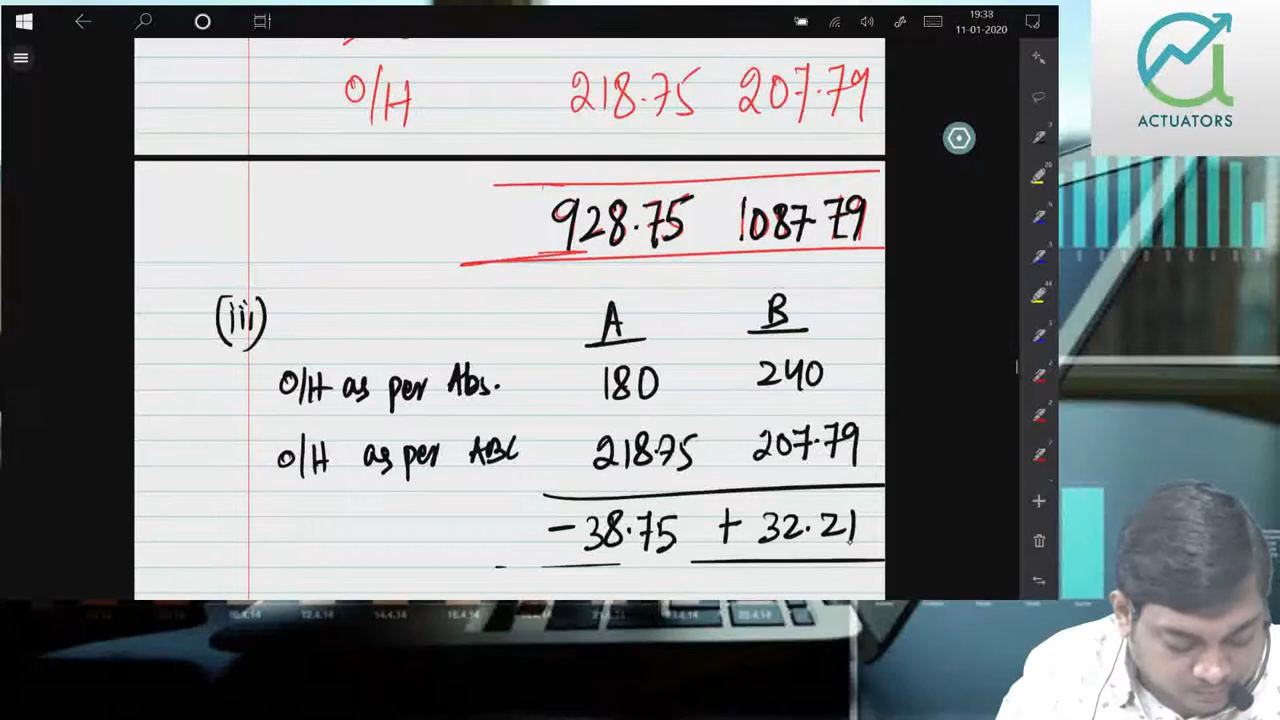 19:38
11-01-2020
ACTUATORS
O/H 218.75 207.79
928.75 1087.79
(iii) A B
O/H as per Abs. 180 240
O/H as per ABC 218.75 207.79
- 38.75 + 32.21